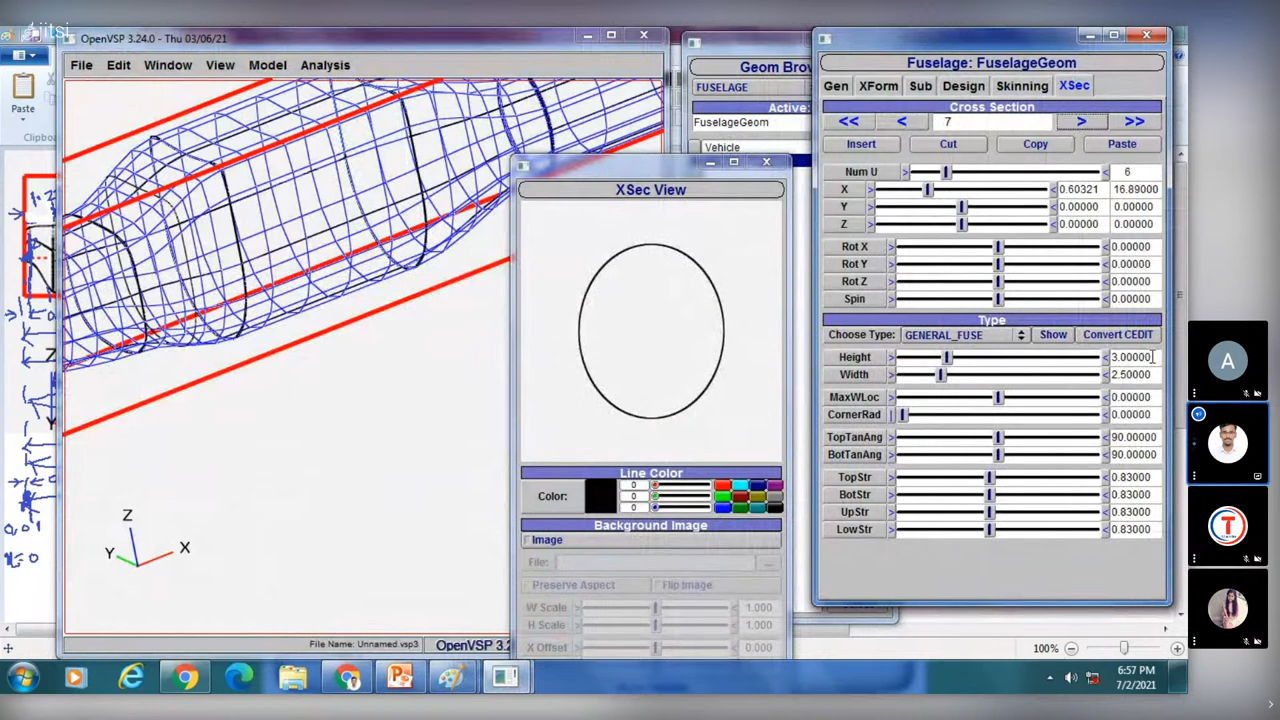 jitsi
OpenVSP 3.24.0 - Thu 03/06/21
File Edit Window View Model Analysis
Paste
Z
Y
X
File Name: Unnamed.vsp3
OpenVSP 3.2
Geom Brow
FUSELAGE
Active:
FuselageGeom
Vehicle
XSec View
Line Color
Color:
0
0
0
Background Image
Image
File:
...
Preserve Aspect Flip Image
W Scale > < 1.000
H Scale > < 1.000
X Offset 0.000
Fuselage: FuselageGeom
Gen XForm Sub Design Skinning XSec
Cross Section
<< < 7 > >>
Insert Cut Copy Paste
Num U > < 6
X > < 0.60321 16.89000
Y > < 0.00000 0.00000
Z > < 0.00000 0.00000
Rot X > < 0.00000
Rot Y > < 0.00000
Rot Z > < 0.00000
Spin > < 0.00000
Type
Choose Type: GENERAL_FUSE Show Convert CEDIT
Height > < 3.00000
Width > < 2.50000
MaxWLoc > < 0.00000
CornerRad | < 0.00000
TopTanAng > < 90.00000
BotTanAng > < 90.00000
TopStr > < 0.83000
BotStr > < 0.83000
UpStr > < 0.83000
LowStr > < 0.83000
A
T
100%
6:57 PM
7/2/2021